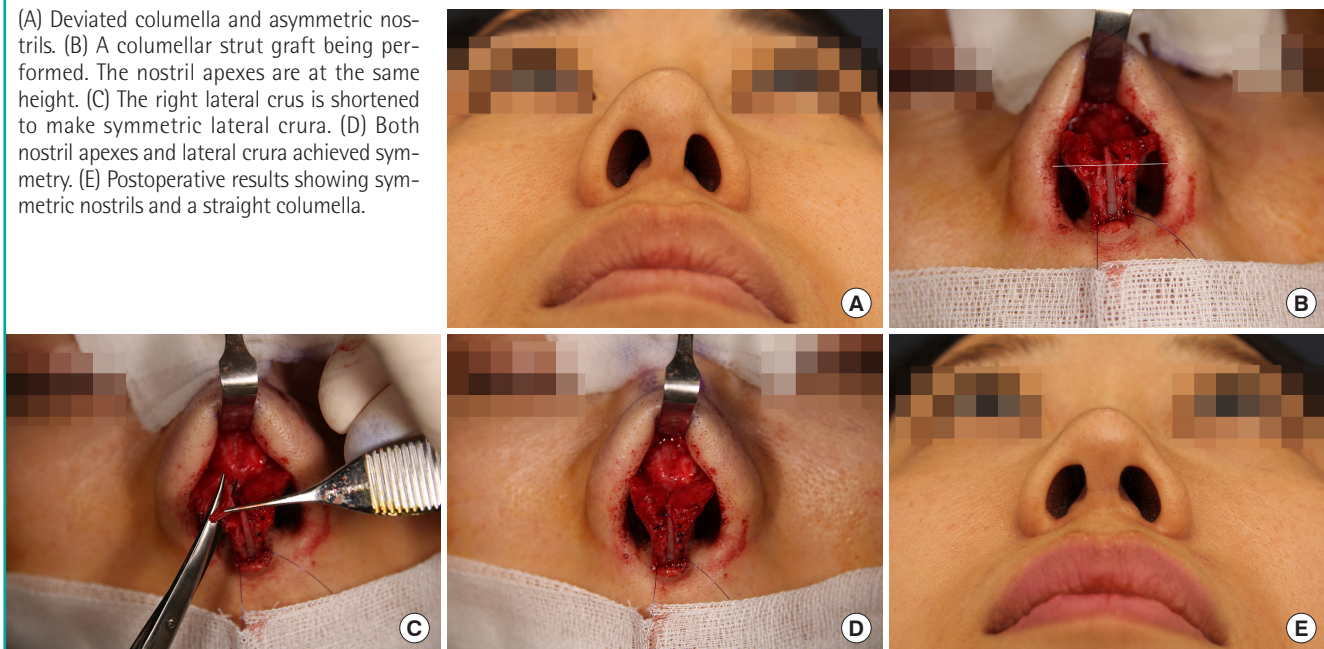 (A) Deviated columella and asymmetric nos-
trils. (B) A columellar strut graft being per-
formed. The nostril apexes are at the same
height. (C) The right lateral crus is shortened
to make symmetric lateral crura. (D) Both
nostril apexes and lateral crura achieved sym-
metry. (E) Postoperative results showing sym-
metric nostrils and a straight columella.
A
B
C
D
E